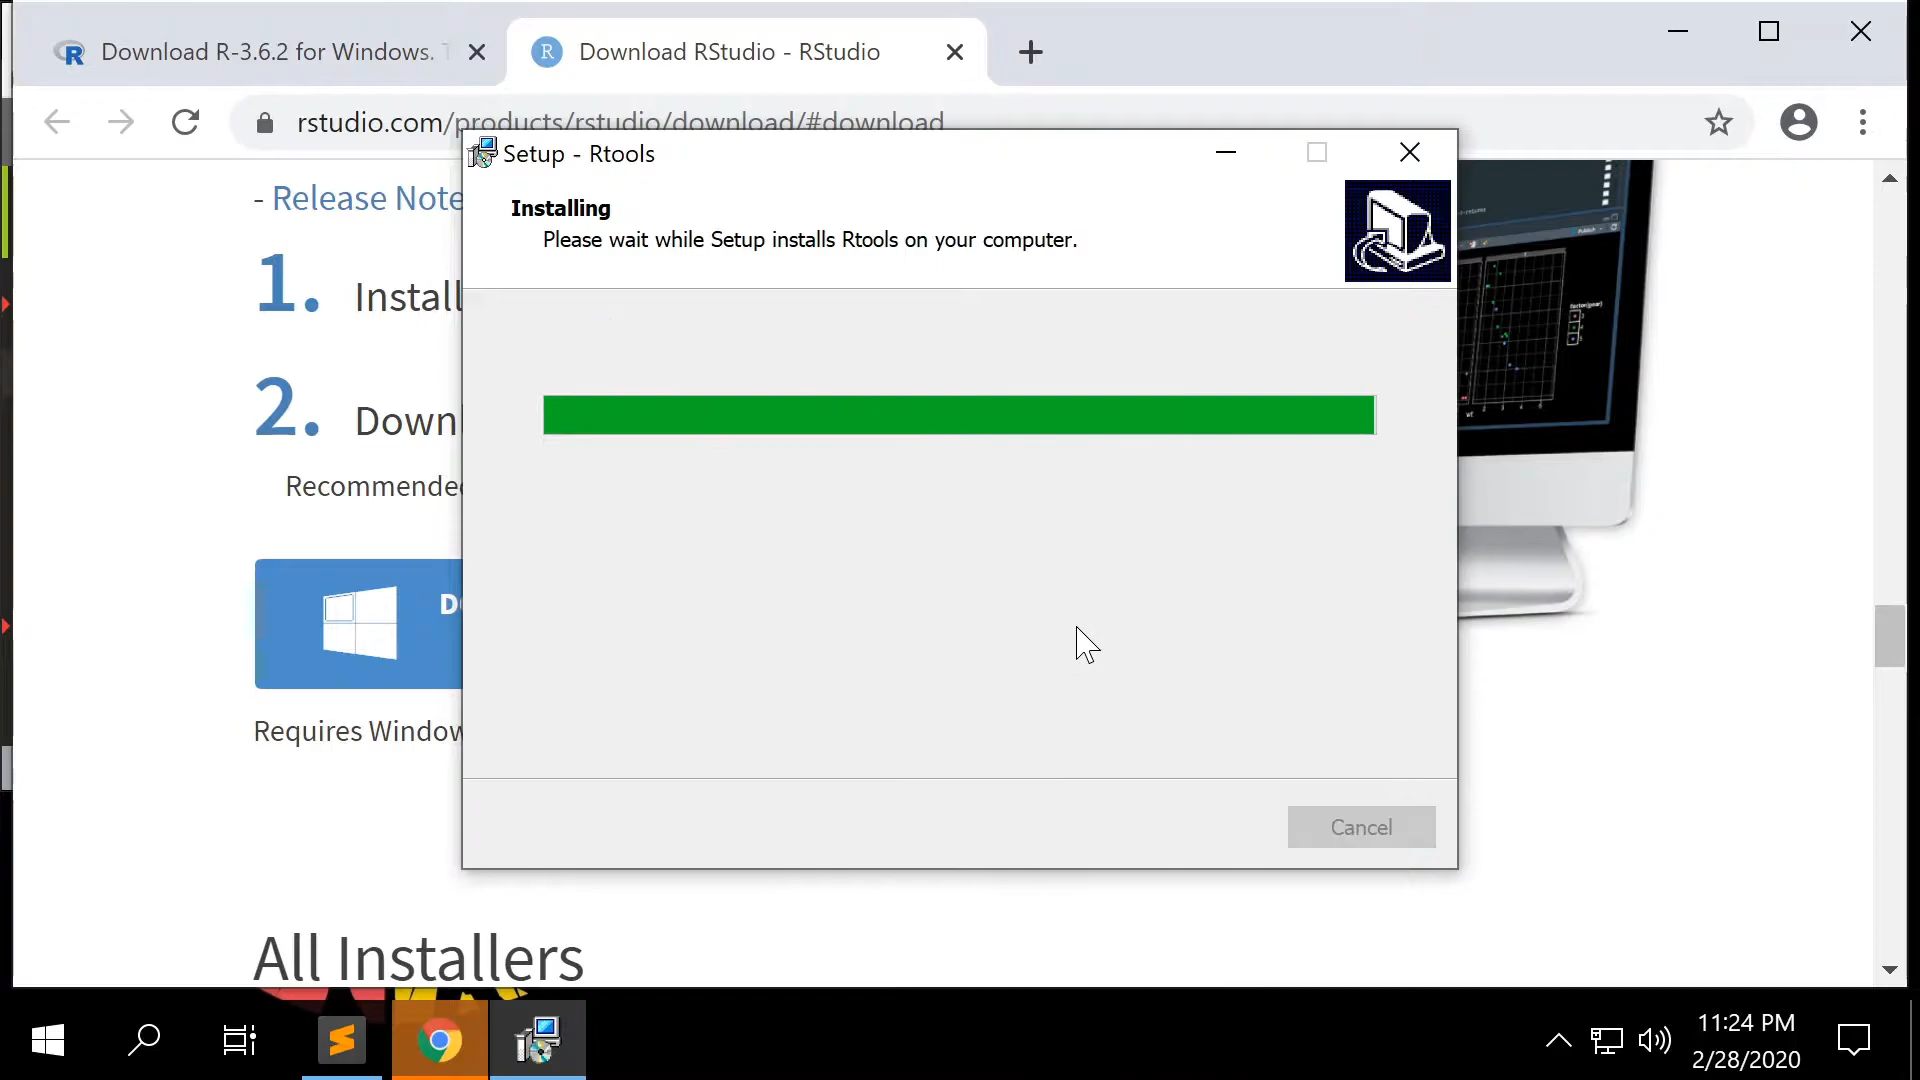 Download R-3.6.2 for Windows. T
Download RStudio - RStudio
rstudio.com/products/rstudio/download/#download
Setup - Rtools
Installing
Please wait while Setup installs Rtools on your computer.
- Release Note
1. Install
2. Downl
Recommended
D
Requires Window
Cancel
All Installers
11:24 PM
2/28/2020